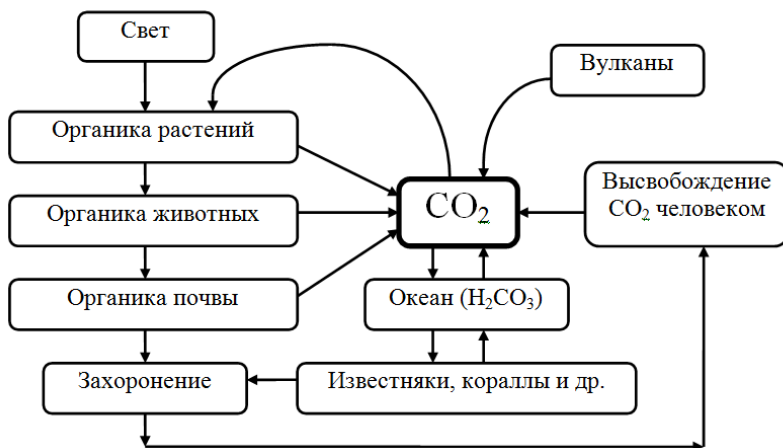 Свет
Вулканы
Органика растений
Высвобождение
CO₂ человеком
CO₂
Органика животных
Органика почвы
Океан (H₂CO₃)
Захоронение
Известняки, кораллы и др.